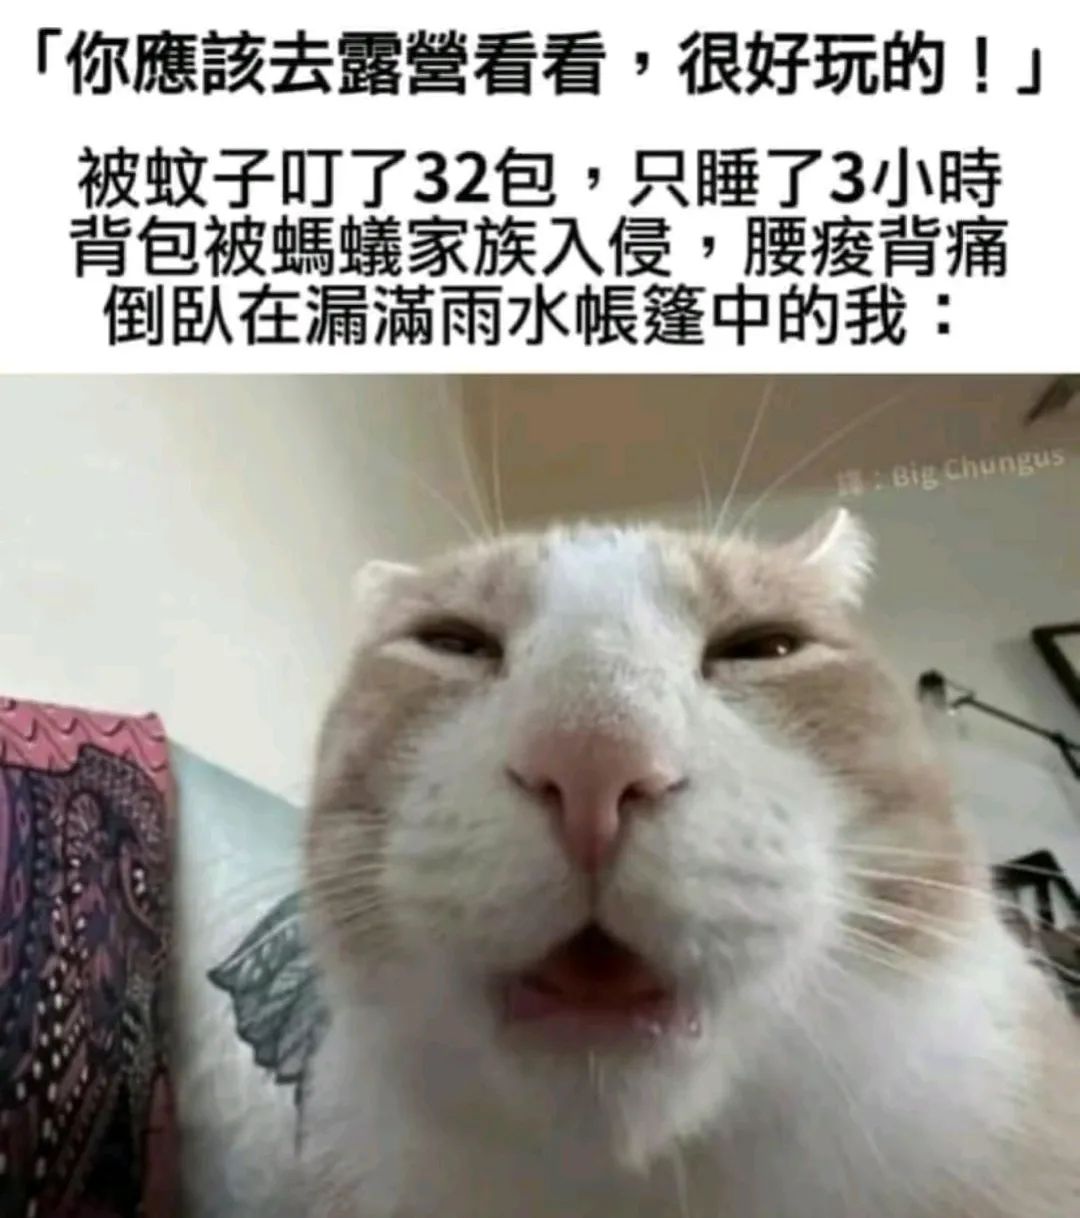 「你應該去露營看看，很好玩的！」
被蚊子叮了32包，只睡了3小時
背包被螞蟻家族入侵，腰痠背痛
倒臥在漏滿雨水帳篷中的我：
譯：Big Chungus